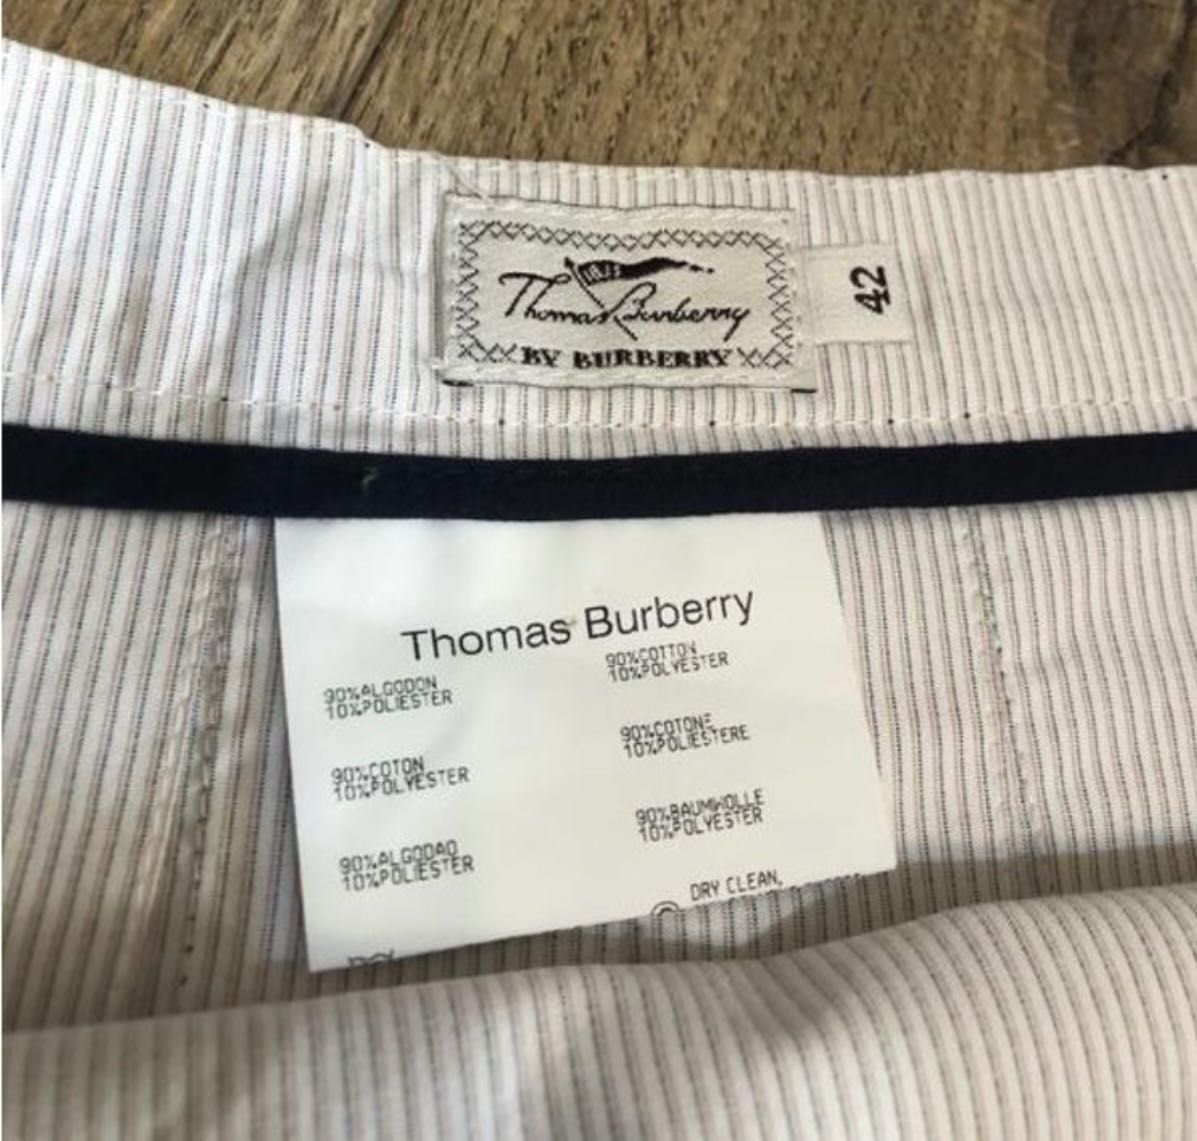 Thomas Burberry
BY BURBERRY
42
Thomas Burberry
90%COTTON
10%POLYESTER
90%ALGODON
10%POLIESTER
90%COTONE
10%POLIESTERE
90%COTON
10%POLYESTER
90%BAUMWOLLE
10%POLYESTER
90%ALGODAO
10%POLIESTER
DRY CLEAN,